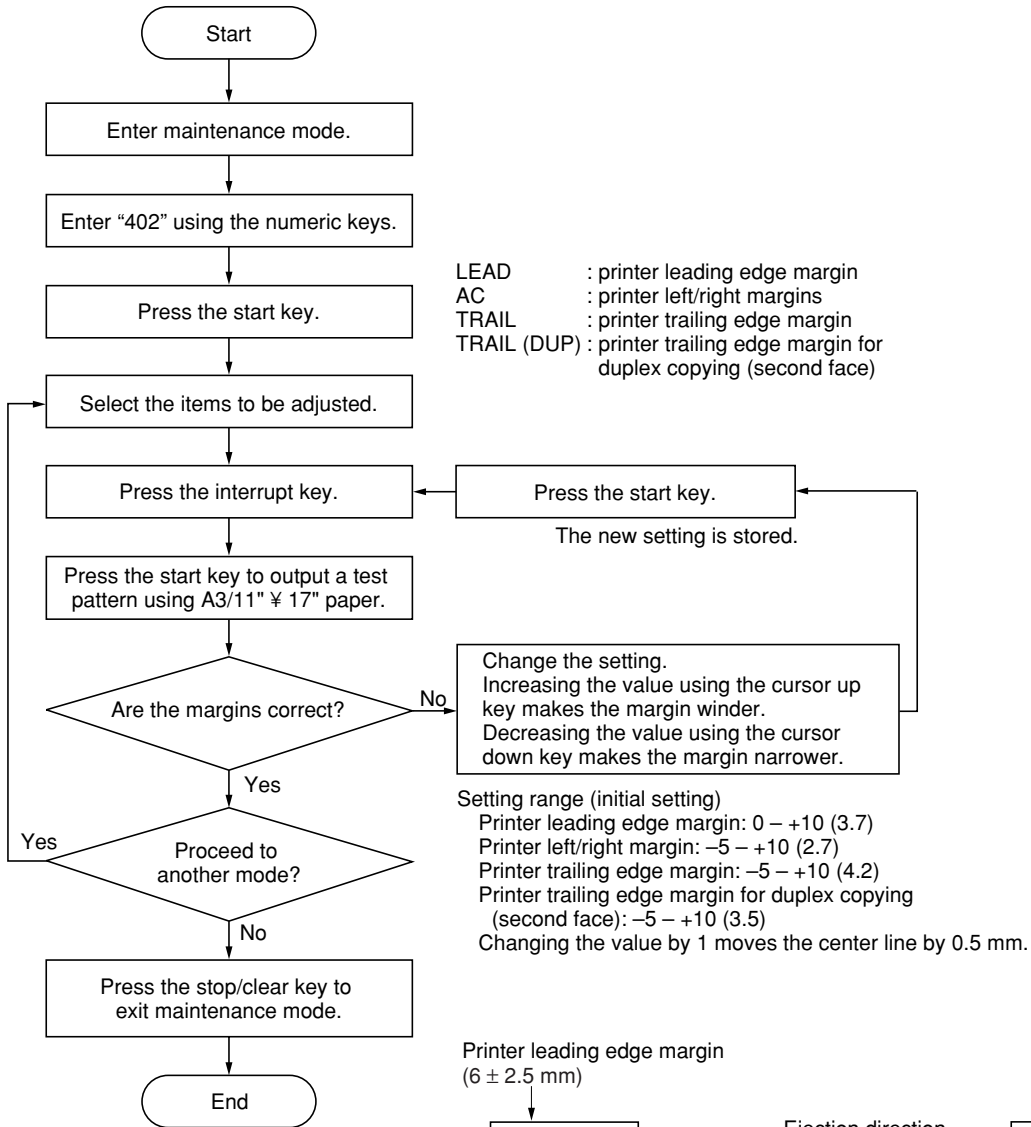 Start
Enter maintenance mode.
Enter “402” using the numeric keys.
Press the start key.
LEAD : printer leading edge margin
AC : printer left/right margins
TRAIL : printer trailing edge margin
TRAIL (DUP) : printer trailing edge margin for
duplex copying (second face)
Select the items to be adjusted.
Press the interrupt key.
Press the start key.
The new setting is stored.
Press the start key to output a test
pattern using A3/11" ¥ 17" paper.
Are the margins correct?
No
Change the setting.
Increasing the value using the cursor up
key makes the margin winder.
Decreasing the value using the cursor
down key makes the margin narrower.
Yes
Setting range (initial setting)
Printer leading edge margin: 0 – +10 (3.7)
Printer left/right margin: –5 – +10 (2.7)
Printer trailing edge margin: –5 – +10 (4.2)
Printer trailing edge margin for duplex copying
(second face): –5 – +10 (3.5)
Changing the value by 1 moves the center line by 0.5 mm.
Yes
Proceed to
another mode?
No
Press the stop/clear key to
exit maintenance mode.
End
Printer leading edge margin
(6 ± 2.5 mm)
Ejection direction